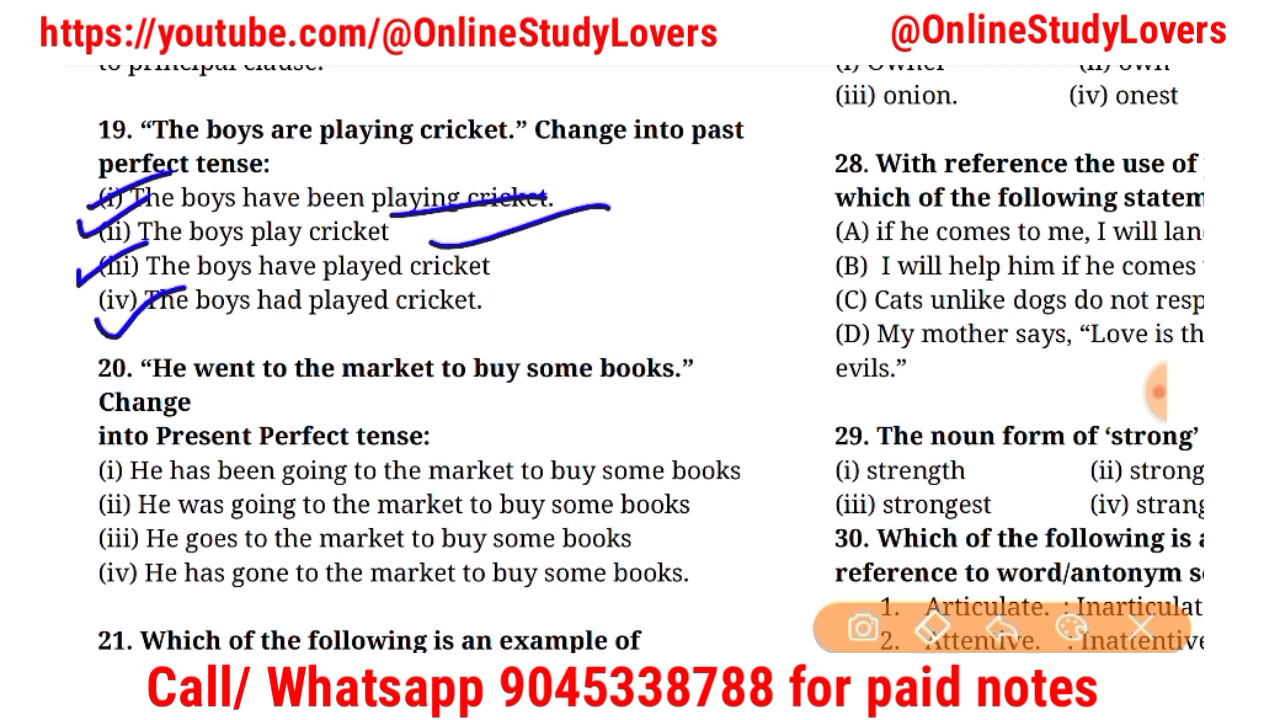 https://youtube.com/@OnlineStudyLovers
@OnlineStudyLovers
to principal clause.
19. “The boys are playing cricket.” Change into past
perfect tense:
(i) The boys have been playing cricket.
(ii) The boys play cricket
(iii) The boys have played cricket
(iv) The boys had played cricket.
20. “He went to the market to buy some books.”
Change
into Present Perfect tense:
(i) He has been going to the market to buy some books
(ii) He was going to the market to buy some books
(iii) He goes to the market to buy some books
(iv) He has gone to the market to buy some books.
21. Which of the following is an example of
(i) Owner (ii) own
(iii) onion. (iv) onest
28. With reference the use of
which of the following statem
(A) if he comes to me, I will lan
(B) I will help him if he comes
(C) Cats unlike dogs do not resp
(D) My mother says, “Love is th
evils.”
29. The noun form of ‘strong’
(i) strength (ii) strong
(iii) strongest (iv) strang
30. Which of the following is a
reference to word/antonym s
1. Articulate. : Inarticulat
2. Attentive. : Inattentive
Call/ Whatsapp 9045338788 for paid notes